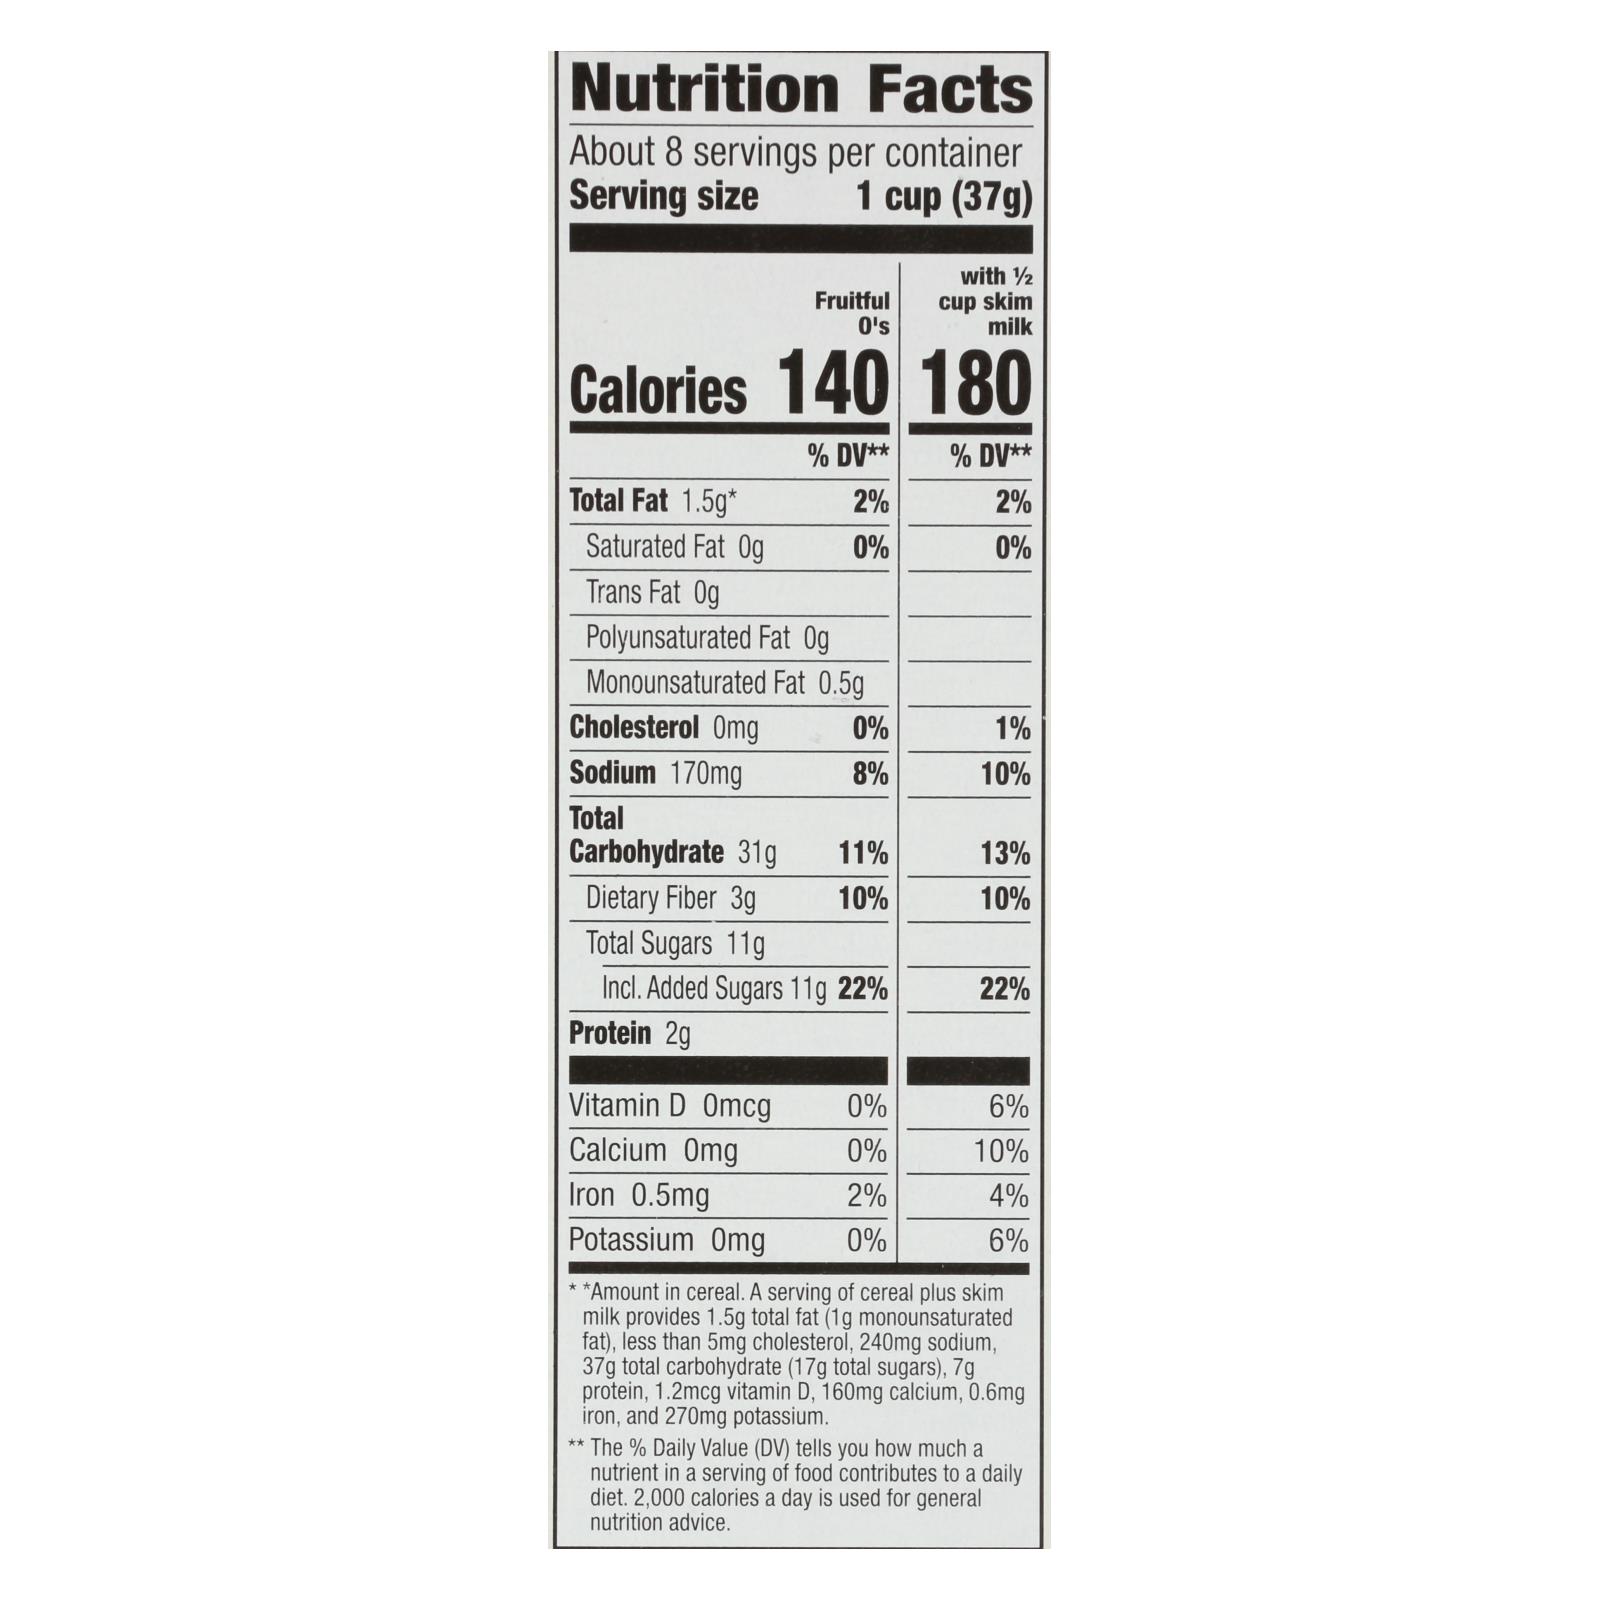 Nutrition Facts
About 8 servings per container
Serving size 1 cup (37g)
Fruitful
O's
with ½
cup skim
milk
Calories 140 180
% DV** % DV**
Total Fat 1.5g* 2% 2%
Saturated Fat 0g 0% 0%
Trans Fat 0g
Polyunsaturated Fat 0g
Monounsaturated Fat 0.5g
Cholesterol 0mg 0% 1%
Sodium 170mg 8% 10%
Total
Carbohydrate 31g 11% 13%
Dietary Fiber 3g 10% 10%
Total Sugars 11g
Incl. Added Sugars 11g 22% 22%
Protein 2g
Vitamin D 0mcg 0% 6%
Calcium 0mg 0% 10%
Iron 0.5mg 2% 4%
Potassium 0mg 0% 6%
* *Amount in cereal. A serving of cereal plus skim
milk provides 1.5g total fat (1g monounsaturated
fat), less than 5mg cholesterol, 240mg sodium,
37g total carbohydrate (17g total sugars), 7g
protein, 1.2mcg vitamin D, 160mg calcium, 0.6mg
iron, and 270mg potassium.
** The % Daily Value (DV) tells you how much a
nutrient in a serving of food contributes to a daily
diet. 2,000 calories a day is used for general
nutrition advice.